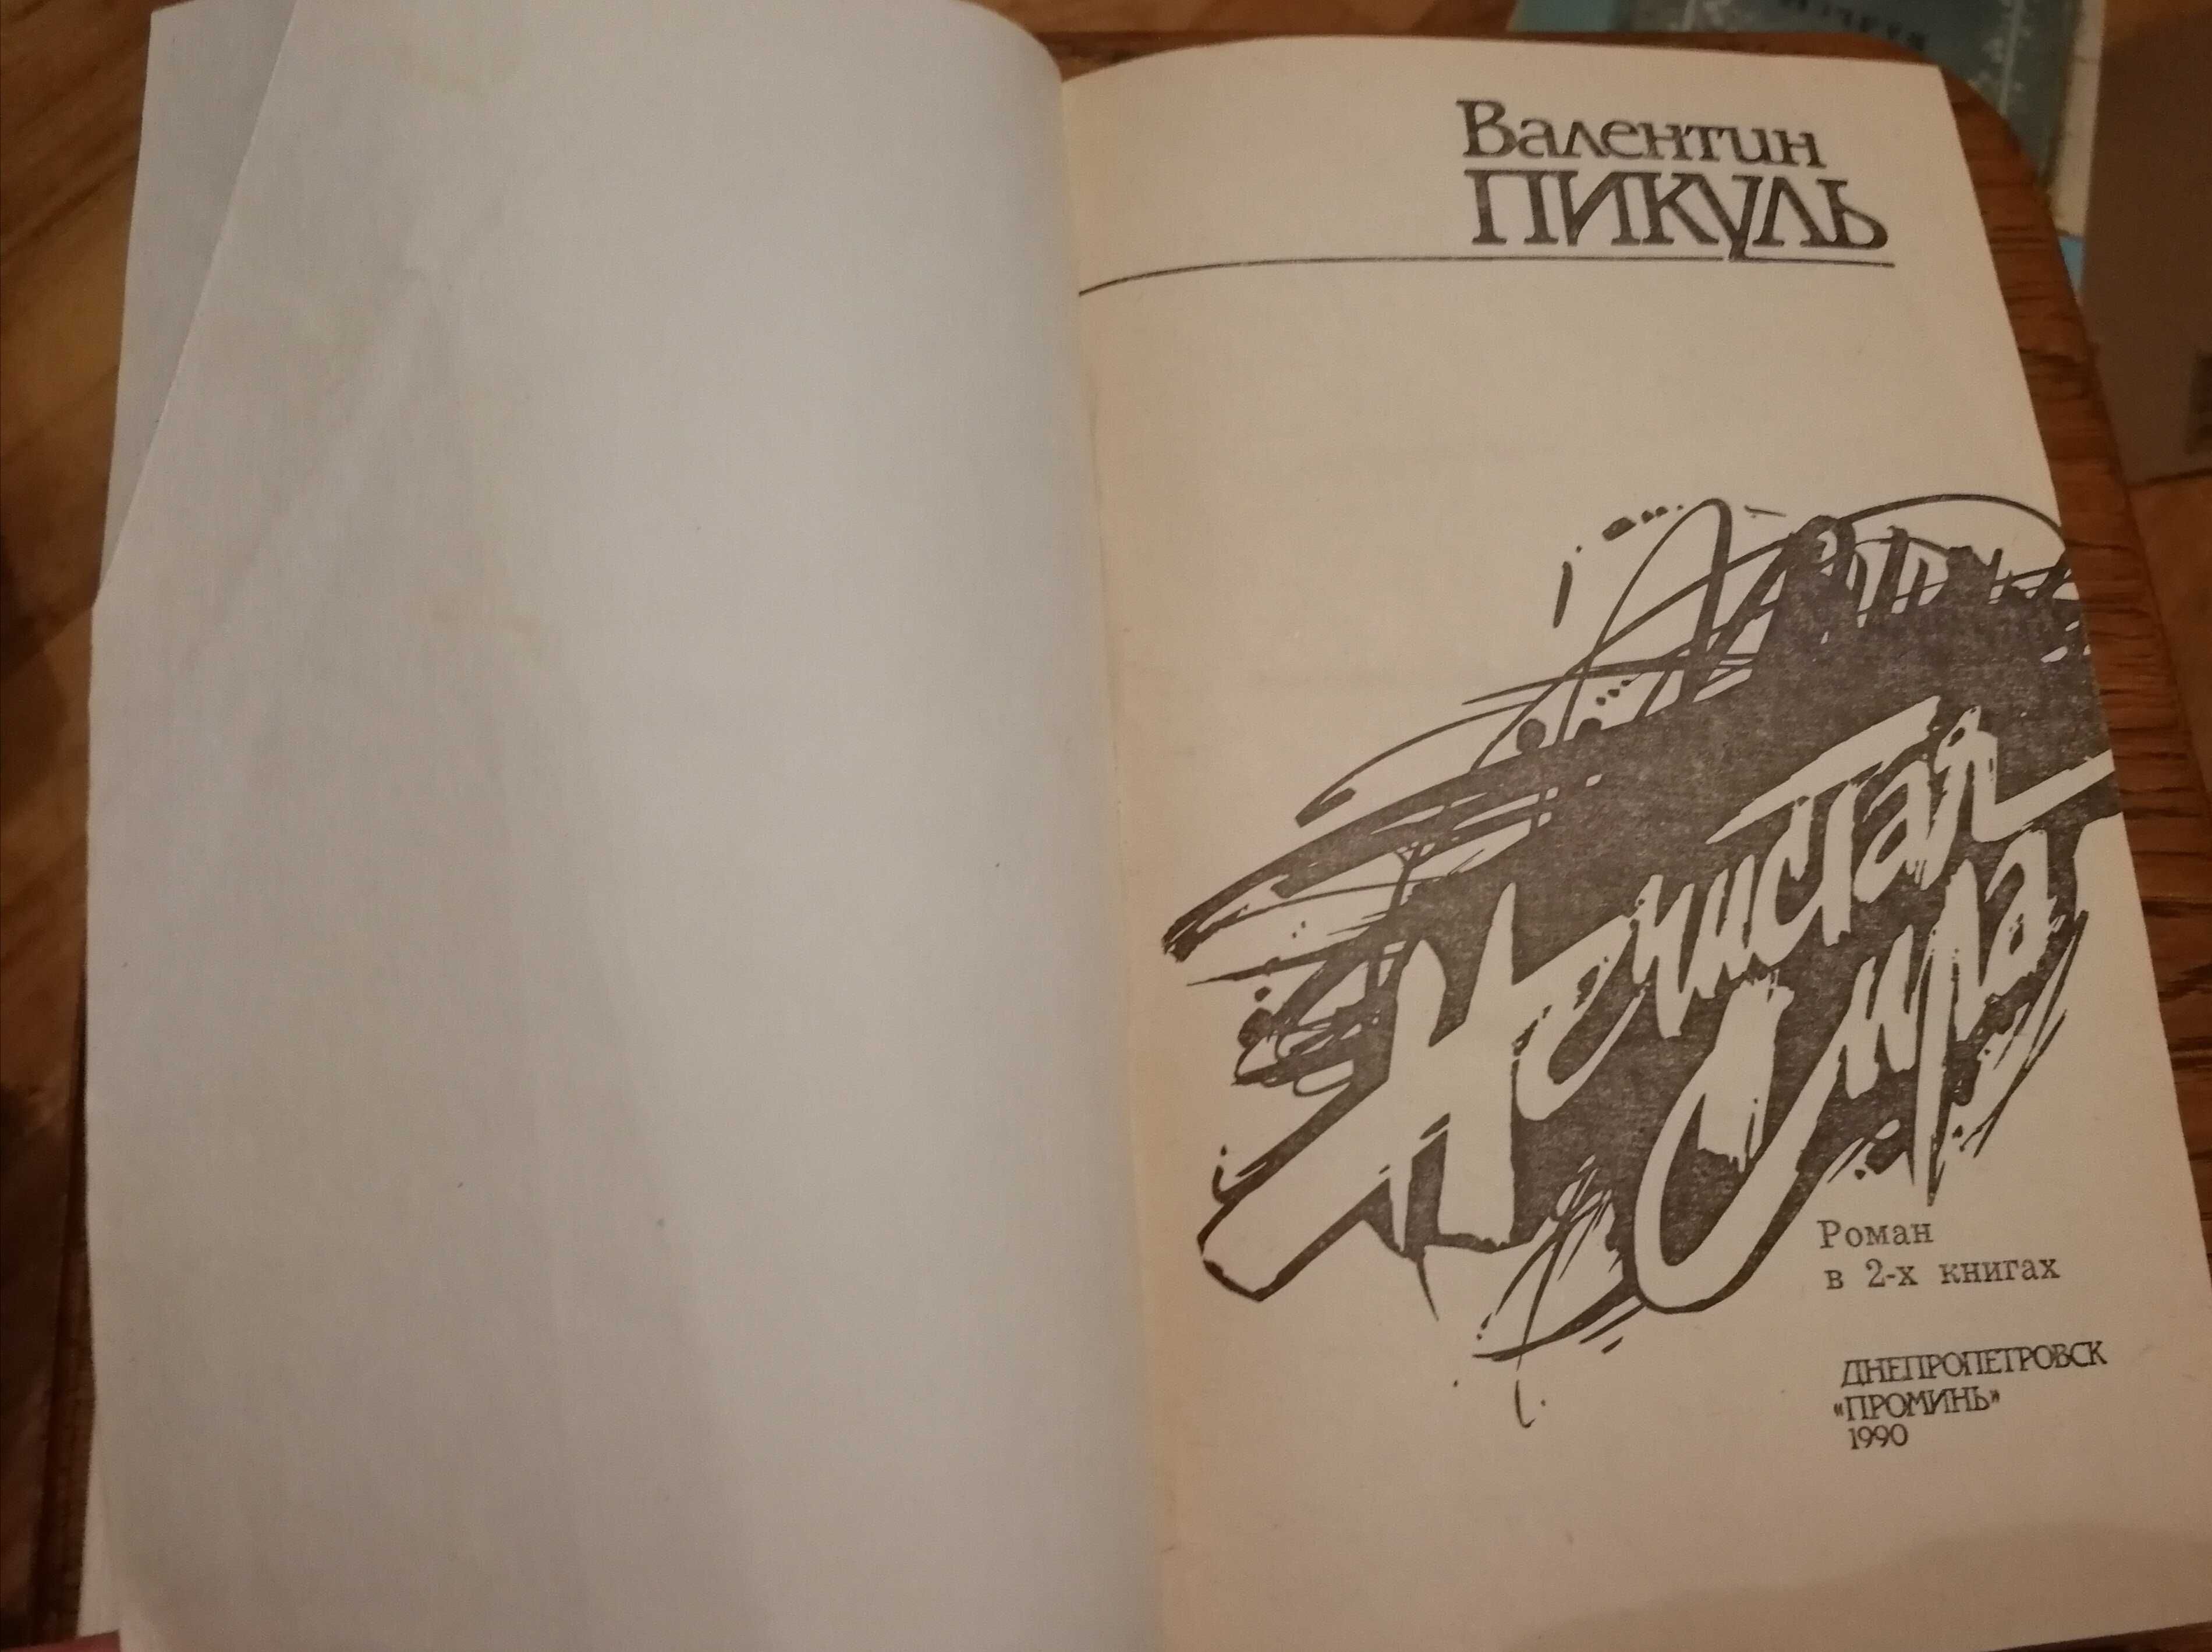 Валентин
ПИКУЛЬ
Нечистая
Сила
Роман
в 2-х книгах
ДНЕПРОПЕТРОВСК
«ПРОМИНЬ»
1990